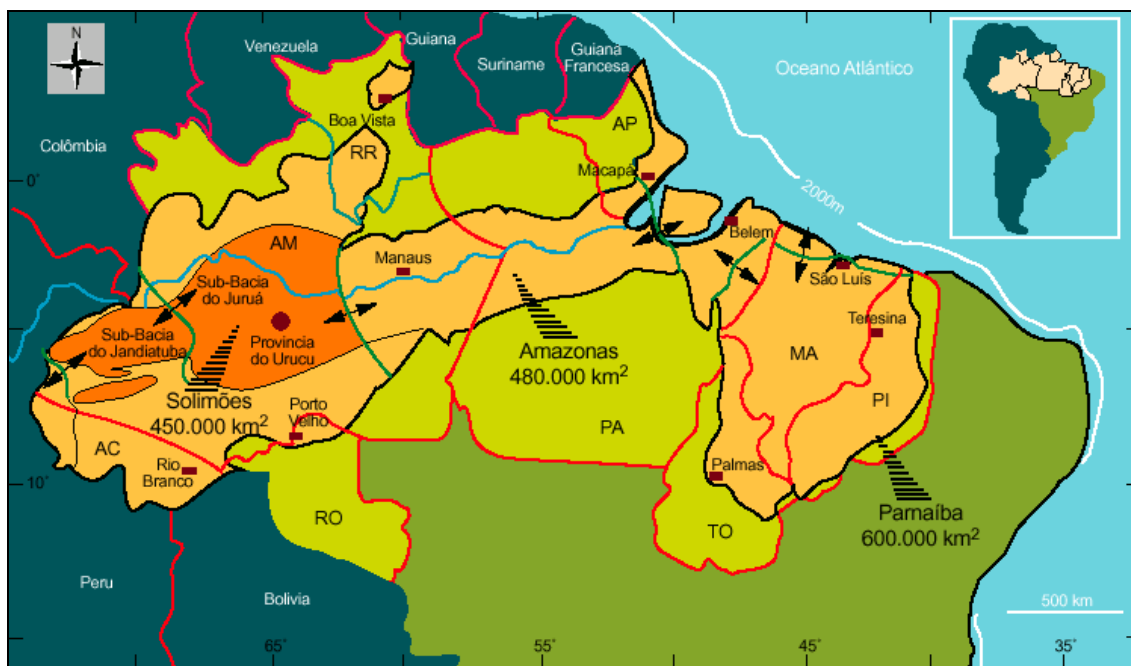 N
Venezuela
Guiana
Suriname
Guiana
Francesa
Oceano Atlántico
Colômbia
Boa Vista
RR
AP
Macapá
0°
2000m
AM
Manaus
Belem
São Luís
Sub-Bacia
do Juruá
Sub-Bacia
do Jandiatuba
Provincia
do Urucu
Teresina
MA
Amazonas
480.000 km²
Solimões
450.000 km²
Porto
Velho
PI
PA
AC
Rio
Branco
Palmas
10°
RO
TO
Parnaíba
600.000 km²
Peru
Bolivia
500 km
65°
55°
45°
35°